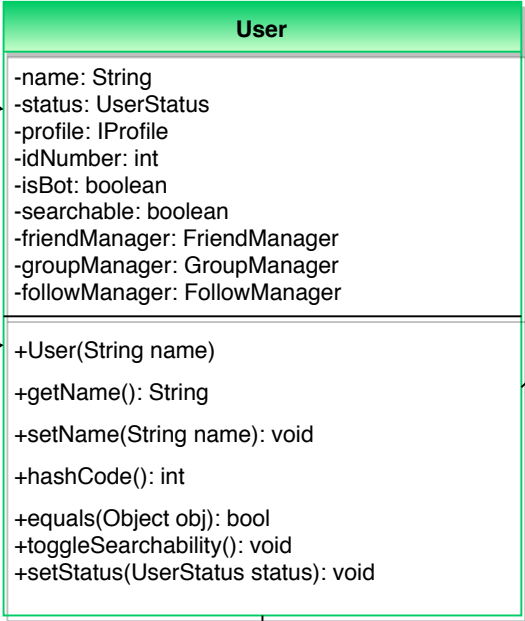 User
-name: String
-status: UserStatus
-profile: IProfile
-idNumber: int
-isBot: boolean
-searchable: boolean
-friendManager: FriendManager
-groupManager: GroupManager
-followManager: FollowManager
+User(String name)
+getName(): String
+setName(String name): void
+hashCode(): int
+equals(Object obj): bool
+toggleSearchability(): void
+setStatus(UserStatus status): void